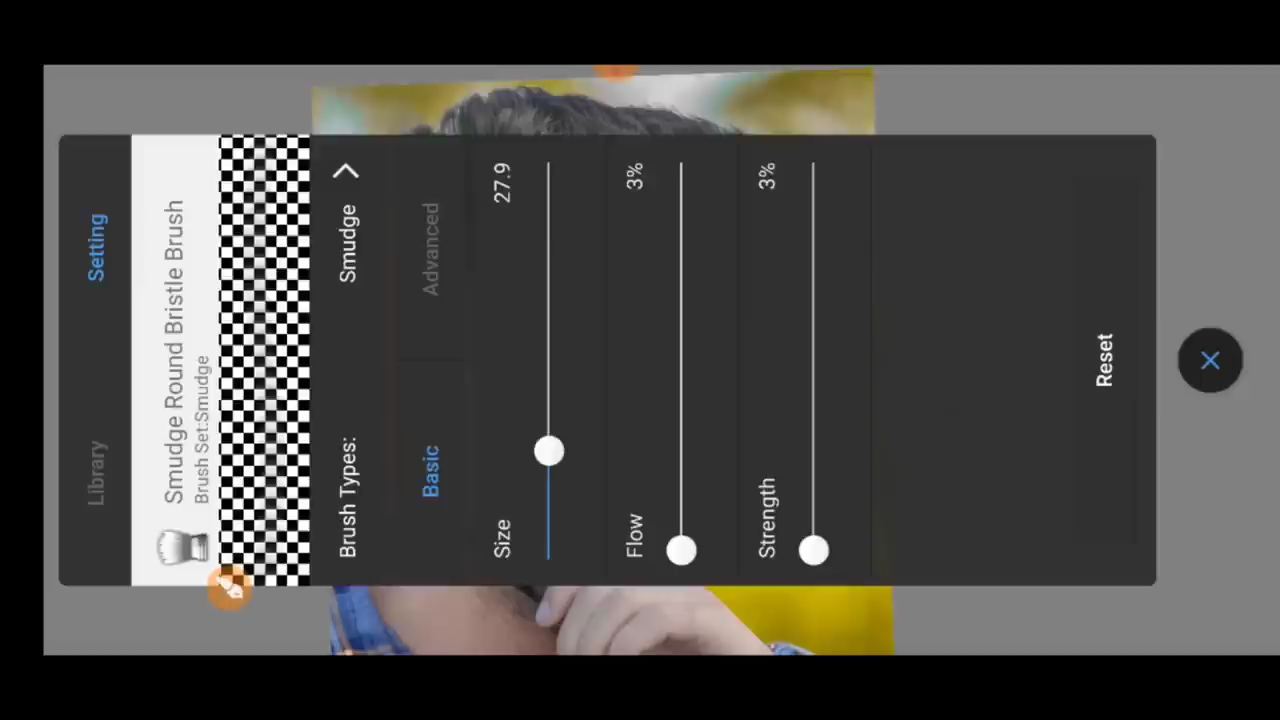 Library
Setting
Smudge Round Bristle Brush
Brush Set:Smudge
Brush Types:
Smudge
Basic
Advanced
Size
27.9
Flow
3%
Strength
3%
Reset